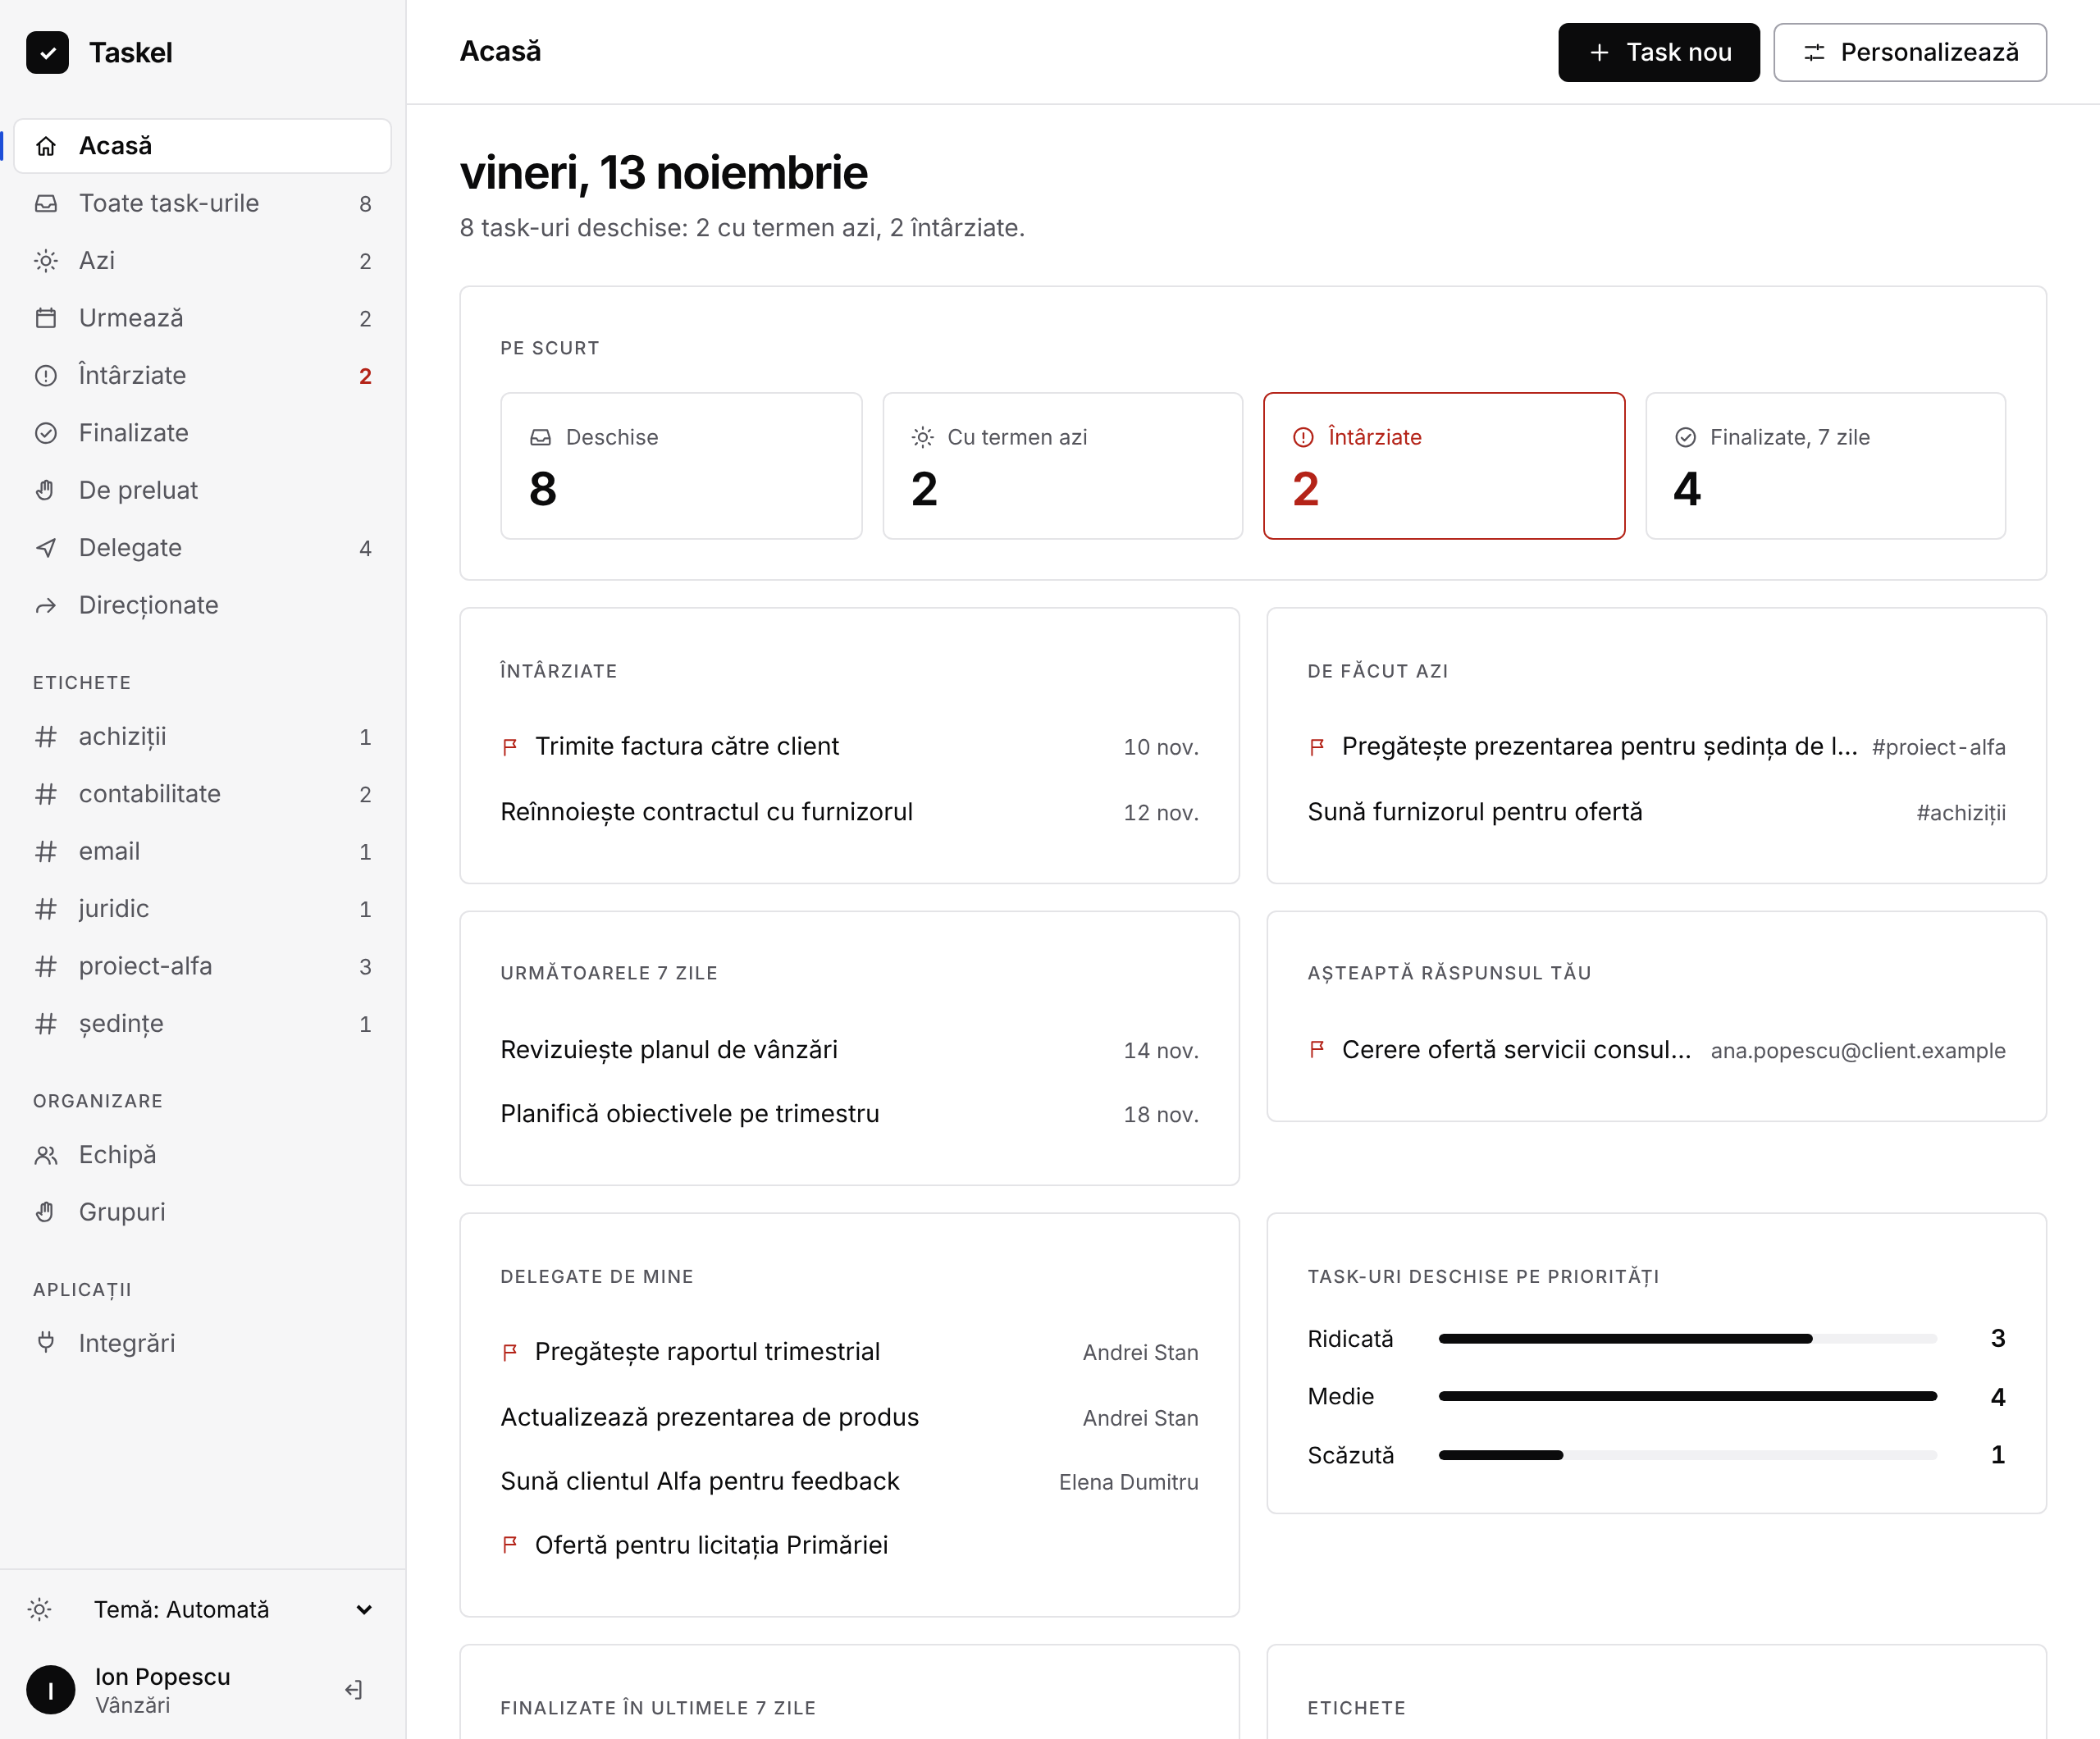 Taskel
Acasă
Toate task-urile 8
Azi 2
Urmează 2
Întârziate 2
Finalizate
De preluat
Delegate 4
Direcționate
ETICHETE
achiziții 1
contabilitate 2
email 1
juridic 1
proiect-alfa 3
ședințe 1
ORGANIZARE
Echipă
Grupuri
APLICAȚII
Integrări
Temă: Automată
I
Ion Popescu
Vânzări
Acasă
Task nou
Personalizează
vineri, 13 noiembrie
8 task-uri deschise: 2 cu termen azi, 2 întârziate.
PE SCURT
Deschise
8
Cu termen azi
2
Întârziate
2
Finalizate, 7 zile
4
ÎNTÂRZIATE
Trimite factura către client 10 nov.
Reînnoiește contractul cu furnizorul 12 nov.
DE FĂCUT AZI
Pregătește prezentarea pentru ședința de l... #proiect-alfa
Sună furnizorul pentru ofertă #achiziții
URMĂTOARELE 7 ZILE
Revizuiește planul de vânzări 14 nov.
Planifică obiectivele pe trimestru 18 nov.
AȘTEAPTĂ RĂSPUNSUL TĂU
Cerere ofertă servicii consul... ana.popescu@client.example
DELEGATE DE MINE
Pregătește raportul trimestrial Andrei Stan
Actualizează prezentarea de produs Andrei Stan
Sună clientul Alfa pentru feedback Elena Dumitru
Ofertă pentru licitația Primăriei
TASK-URI DESCHISE PE PRIORITĂȚI
Ridicată 3
Medie 4
Scăzută 1
FINALIZATE ÎN ULTIMELE 7 ZILE
ETICHETE